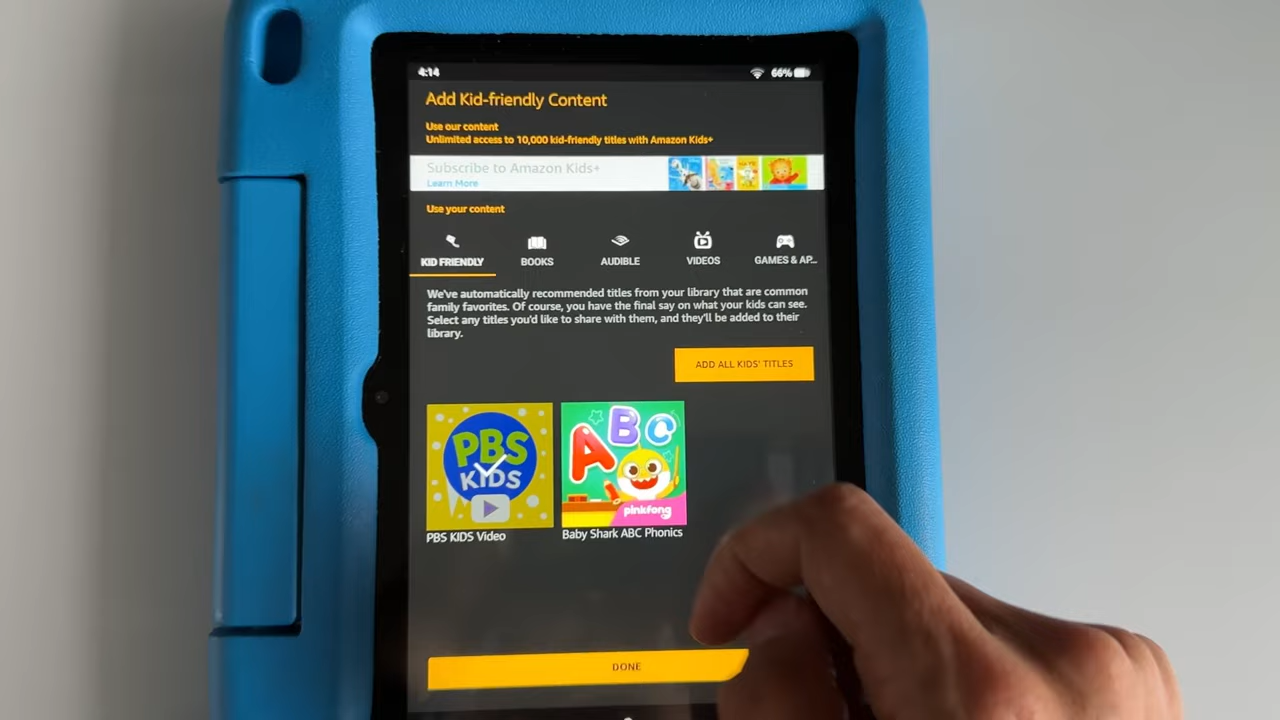 4:14
66%
Add Kid-friendly Content
Use our content
Unlimited access to 10,000 kid-friendly titles with Amazon Kids+
Subscribe to Amazon Kids+
Learn More
Use your content
KID FRIENDLY
BOOKS
AUDIBLE
VIDEOS
GAMES & AP...
We've automatically recommended titles from your library that are common
family favorites. Of course, you have the final say on what your kids can see.
Select any titles you'd like to share with them, and they'll be added to their
library.
ADD ALL KIDS' TITLES
PBS
KIDS
ABC
pinkfong
PBS KIDS Video
Baby Shark ABC Phonics
DONE